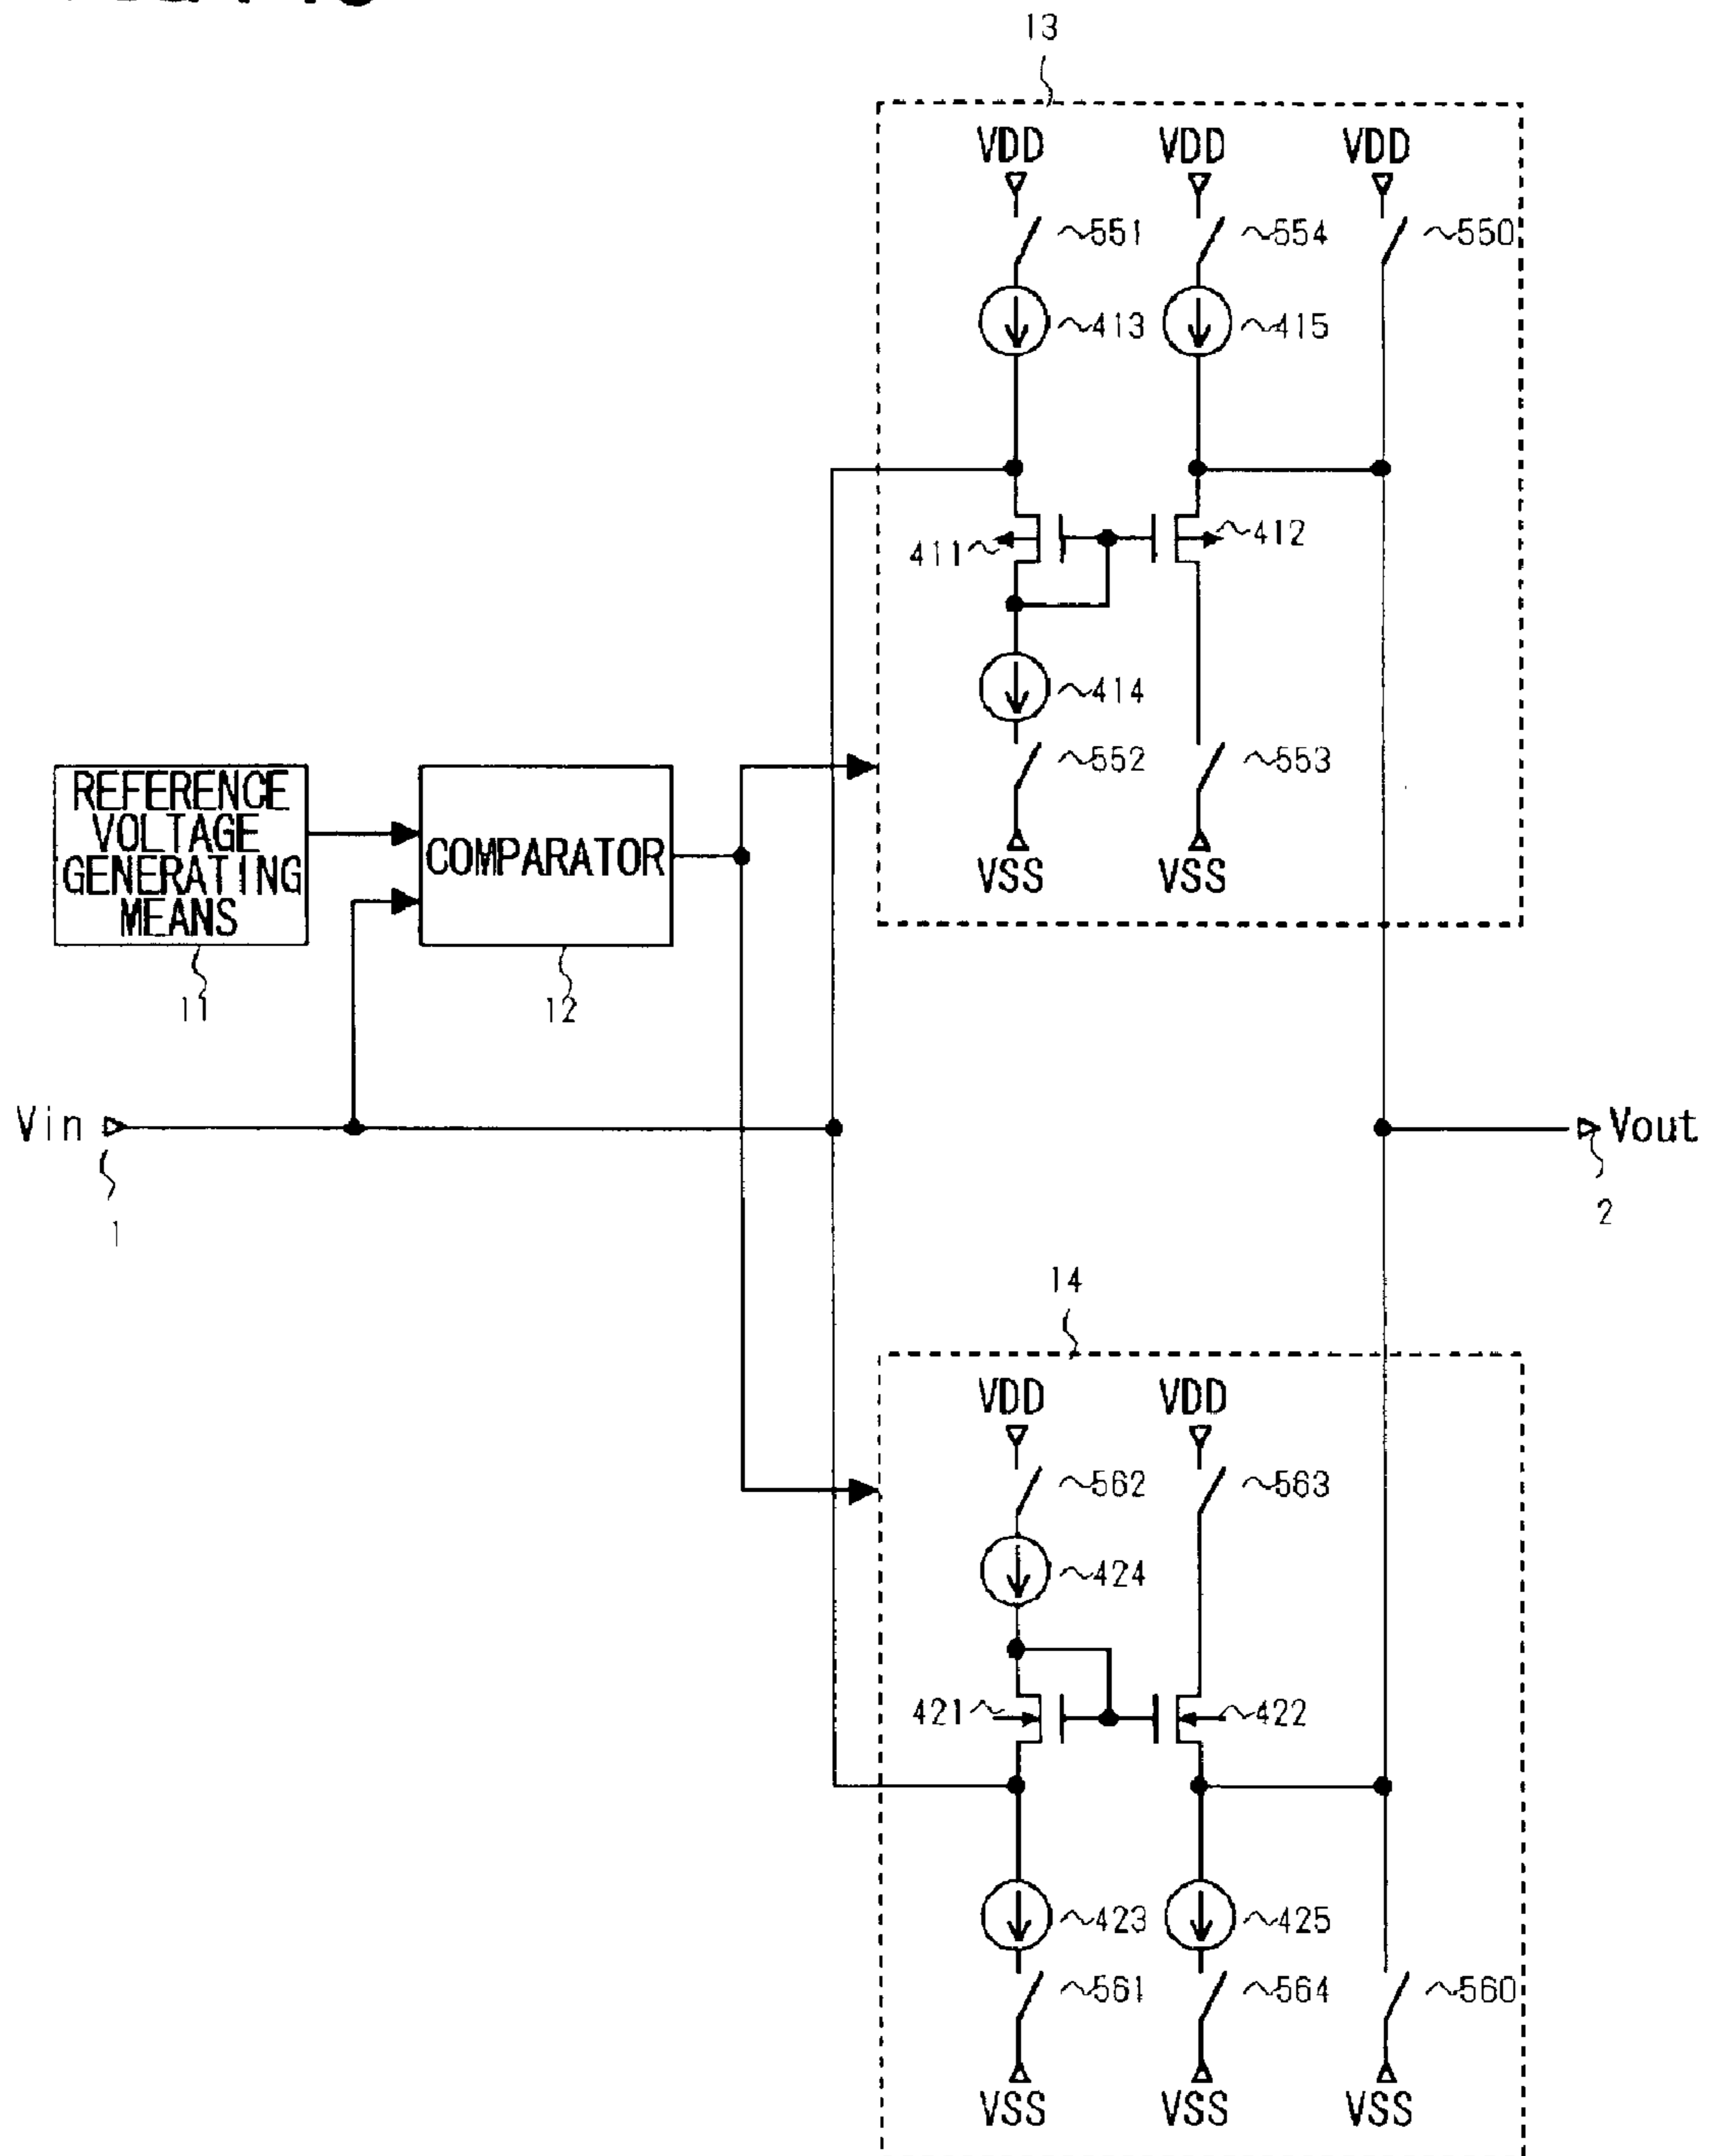 13
VDD VDD VDD
551 554 550
413 415
411 412
414
552 553
VSS VSS
REFERENCE
VOLTAGE
GENERATING
MEANS
COMPARATOR
11
12
Vin
1
Vout
2
14
VDD VDD
562 563
424
421 422
423 425
561 564 560
VSS VSS VSS